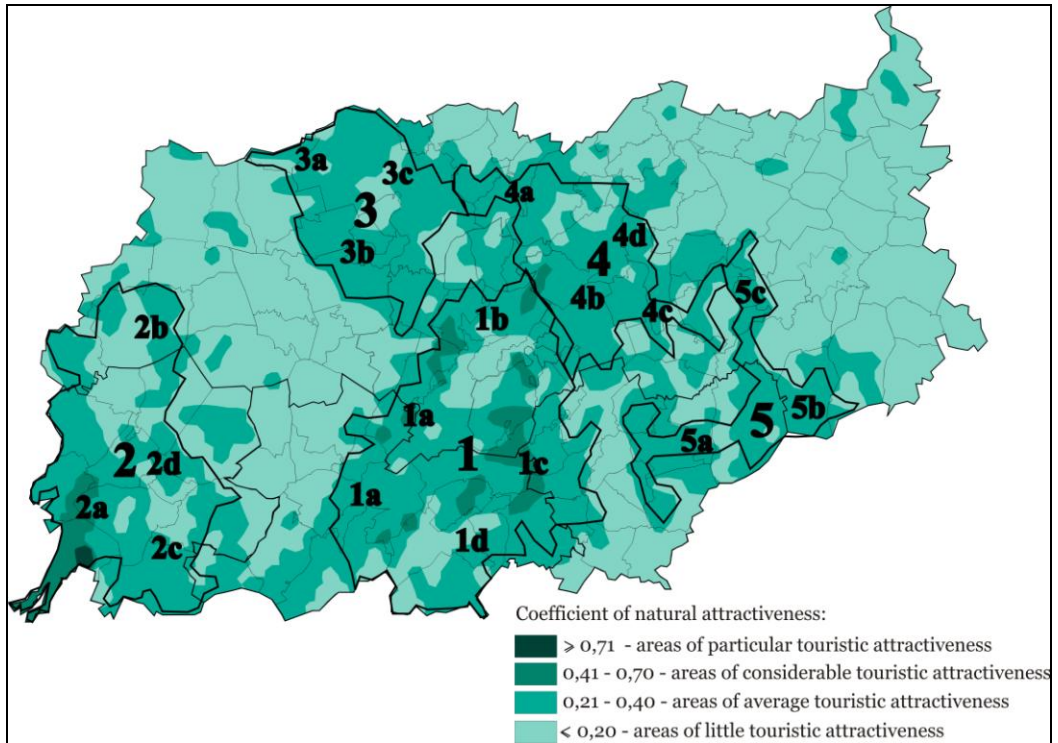 3a
3c
4a
3
4d
3b
4
5c
4b
4c
2b
1b
1a
5b
5
5a
2
2d
1
1c
1a
2a
2c
1d
Coefficient of natural attractiveness:
⩾ 0,71 - areas of particular touristic attractiveness
0,41 - 0,70 - areas of considerable touristic attractiveness
0,21 - 0,40 - areas of average touristic attractiveness
< 0,20 - areas of little touristic attractiveness